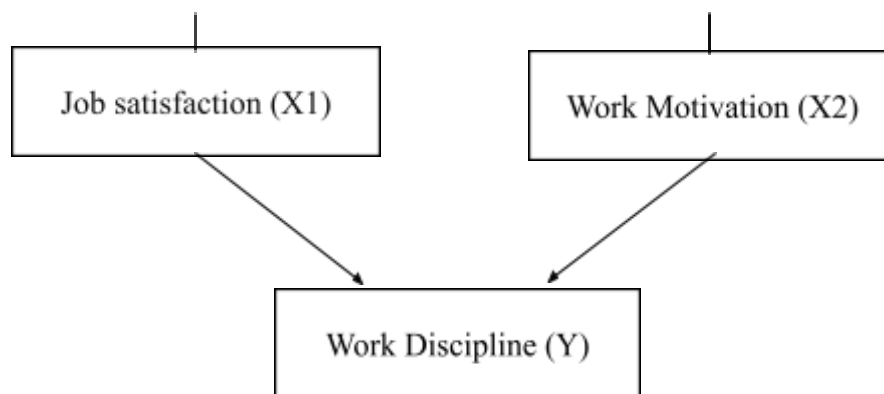 Job satisfaction (X1)
Work Motivation (X2)
Work Discipline (Y)